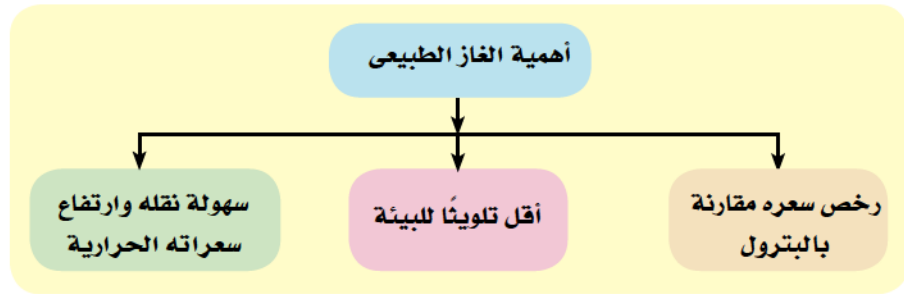 أهمية الغاز الطبيعى
رخص سعره مقارنة
بالبترول
أقل تلويثًا للبيئة
سهولة نقله وارتفاع
سعراته الحرارية